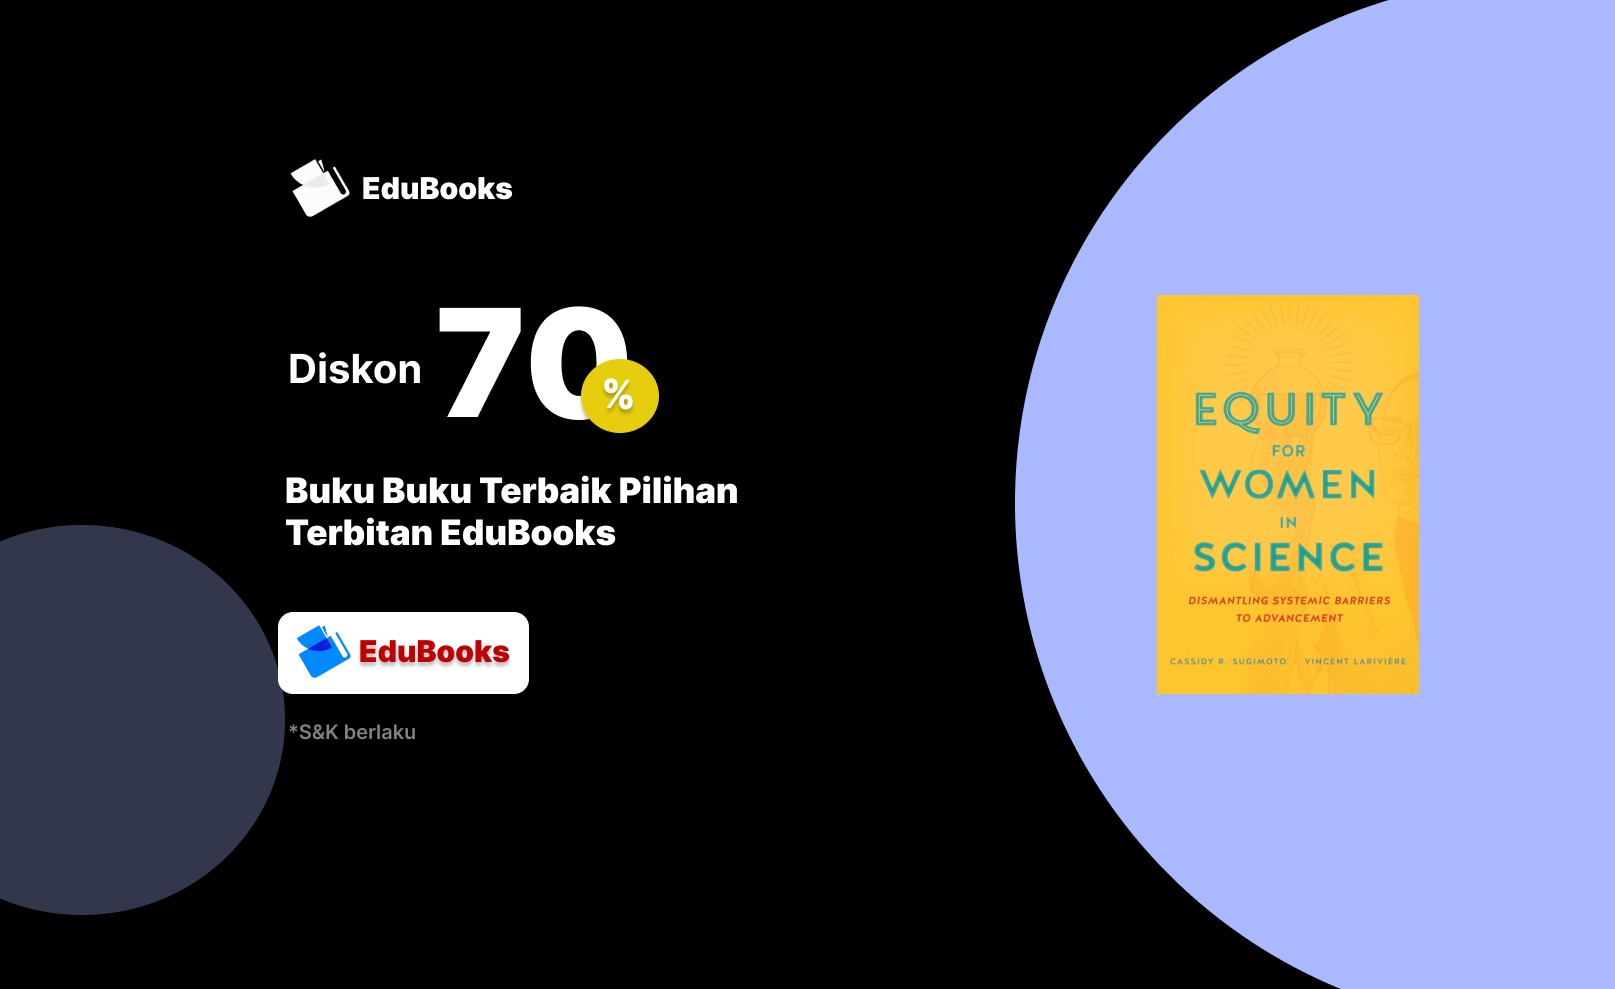 EduBooks
Diskon 70 %
Buku Buku Terbaik Pilihan
Terbitan EduBooks
EduBooks
*S&K berlaku
EQUITY
FOR
WOMEN
IN
SCIENCE
DISMANTLING SYSTEMIC BARRIERS
TO ADVANCEMENT
CASSIDY R. SUGIMOTO · VINCENT LARIVIÈRE